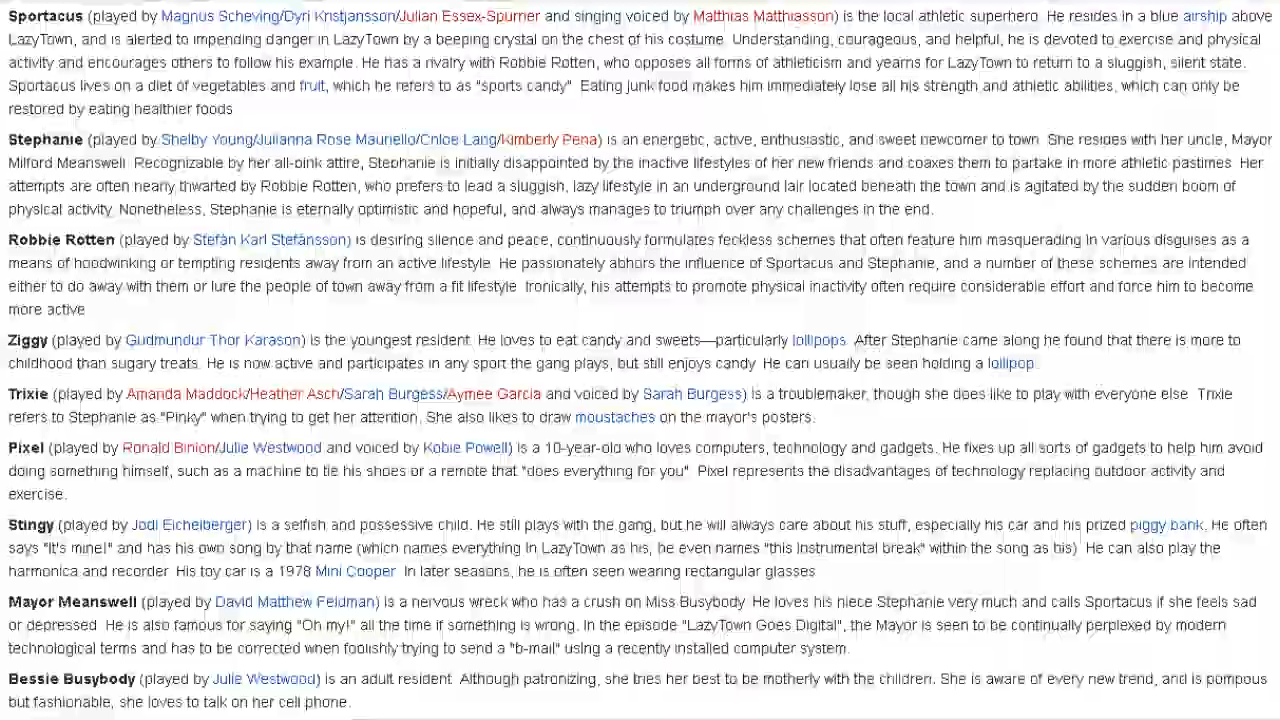 Sportacus (played by Magnus Scheving/Dýri Kristjánsson/Julian Essex-Spurrier and singing voiced by Matthías Matthíasson) is the local athletic superhero. He resides in a blue airship above
LazyTown, and is alerted to impending danger in LazyTown by a beeping crystal on the chest of his costume. Understanding, courageous, and helpful, he is devoted to exercise and physical
activity and encourages others to follow his example. He has a rivalry with Robbie Rotten, who opposes all forms of athleticism and yearns for LazyTown to return to a sluggish, silent state.
Sportacus lives on a diet of vegetables and fruit, which he refers to as "sports candy". Eating junk food makes him immediately lose all his strength and athletic abilities, which can only be
restored by eating healthier foods.
Stephanie (played by Shelby Young/Julianna Rose Mauriello/Chloe Lang/Kimberly Pena) is an energetic, active, enthusiastic, and sweet newcomer to town. She resides with her uncle, Mayor
Milford Meanswell. Recognizable by her all-pink attire, Stephanie is initially disappointed by the inactive lifestyles of her new friends and coaxes them to partake in more athletic pastimes. Her
attempts are often nearly thwarted by Robbie Rotten, who prefers to lead a sluggish, lazy lifestyle in an underground lair located beneath the town and is agitated by the sudden boom of
physical activity. Nonetheless, Stephanie is eternally optimistic and hopeful, and always manages to triumph over any challenges in the end.
Robbie Rotten (played by Stefán Karl Stefánsson) is desiring silence and peace, continuously formulates feckless schemes that often feature him masquerading in various disguises as a
means of hoodwinking or tempting residents away from an active lifestyle. He passionately abhors the influence of Sportacus and Stephanie, and a number of these schemes are intended
either to do away with them or lure the people of town away from a fit lifestyle. Ironically, his attempts to promote physical inactivity often require considerable effort and force him to become
more active.
Ziggy (played by Guðmundur Þór Kárason) is the youngest resident. He loves to eat candy and sweets—particularly lollipops. After Stephanie came along he found that there is more to
childhood than sugary treats. He is now active and participates in any sport the gang plays, but still enjoys candy. He can usually be seen holding a lollipop.
Trixie (played by Amanda Maddock/Heather Asch/Sarah Burgess/Aymee Garcia and voiced by Sarah Burgess) is a troublemaker, though she does like to play with everyone else. Trixie
refers to Stephanie as "Pinky" when trying to get her attention. She also likes to draw moustaches on the mayor's posters.
Pixel (played by Ronald Binion/Julie Westwood and voiced by Kobie Powell) is a 10-year-old who loves computers, technology and gadgets. He fixes up all sorts of gadgets to help him avoid
doing something himself, such as a machine to tie his shoes or a remote that "does everything for you". Pixel represents the disadvantages of technology replacing outdoor activity and
exercise.
Stingy (played by Jodi Eichelberger) is a selfish and possessive child. He still plays with the gang, but he will always care about his stuff, especially his car and his prized piggy bank. He often
says "It's mine!" and has his own song by that name (which names everything in LazyTown as his, he even names "this instrumental break" within the song as his). He can also play the
harmonica and recorder. His toy car is a 1978 Mini Cooper. In later seasons, he is often seen wearing rectangular glasses.
Mayor Meanswell (played by David Matthew Feldman) is a nervous wreck who has a crush on Miss Busybody. He loves his niece Stephanie very much and calls Sportacus if she feels sad
or depressed. He is also famous for saying "Oh my!" all the time if something is wrong. In the episode "LazyTown Goes Digital", the Mayor is seen to be continually perplexed by modern
technological terms and has to be corrected when foolishly trying to send a "b-mail" using a recently installed computer system.
Bessie Busybody (played by Julie Westwood) is an adult resident. Although patronizing, she tries her best to be motherly with the children. She is aware of every new trend, and is pompous
but fashionable, she loves to talk on her cell phone.